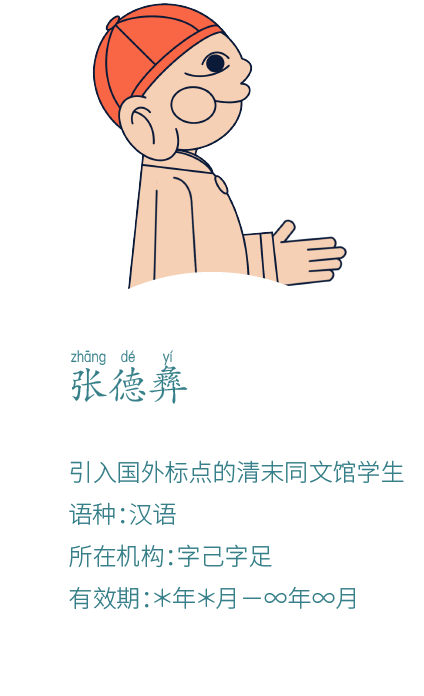 zhāng dé yí
张德彝
引入国外标点的清末同文馆学生
语种:汉语
所在机构:字己字足
有效期:*年*月—∞年∞月